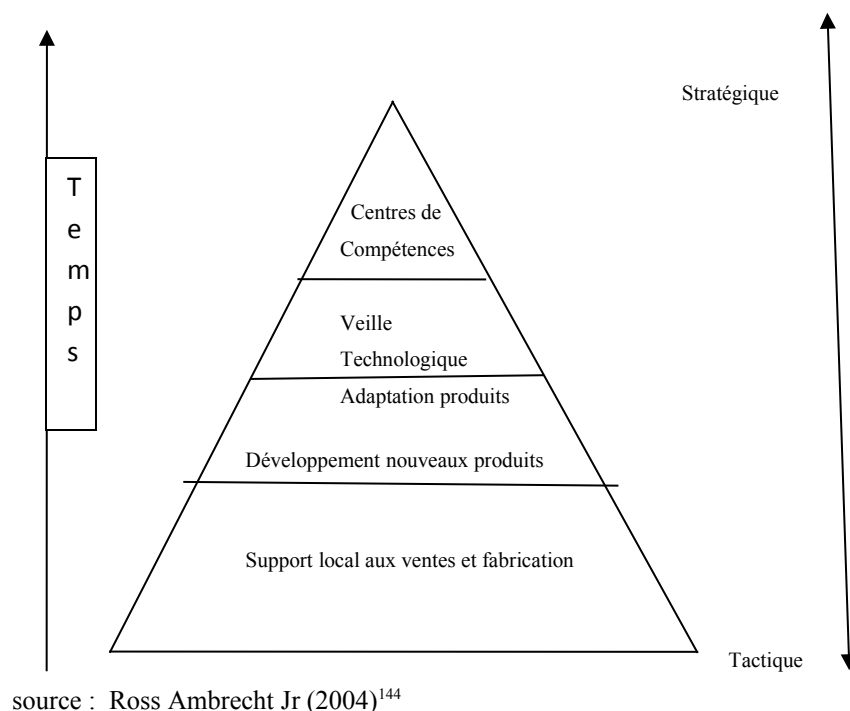 Stratégique
T
e
m
p
s
Centres de
Compétences
Veille
Technologique
Adaptation produits
Développement nouveaux produits
Support local aux ventes et fabrication
Tactique
source : Ross Ambrecht Jr (2004)144